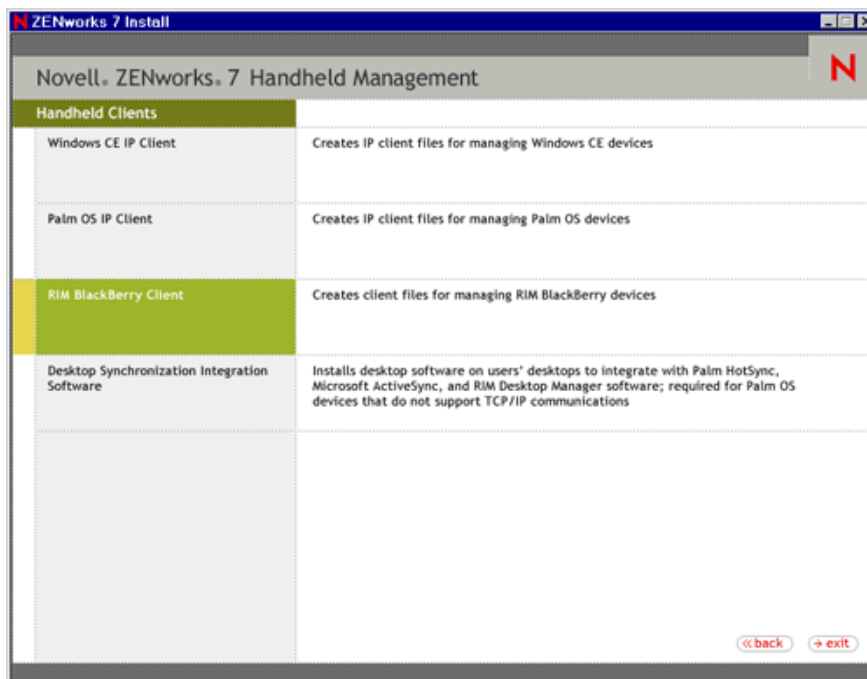 ZENworks 7 Install
Novell® ZENworks® 7 Handheld Management
N
Handheld Clients
Windows CE IP Client
Creates IP client files for managing Windows CE devices
Palm OS IP Client
Creates IP client files for managing Palm OS devices
RIM BlackBerry Client
Creates client files for managing RIM BlackBerry devices
Desktop Synchronization Integration
Software
Installs desktop software on users' desktops to integrate with Palm HotSync,
Microsoft ActiveSync, and RIM Desktop Manager software; required for Palm OS
devices that do not support TCP/IP communications
back
exit